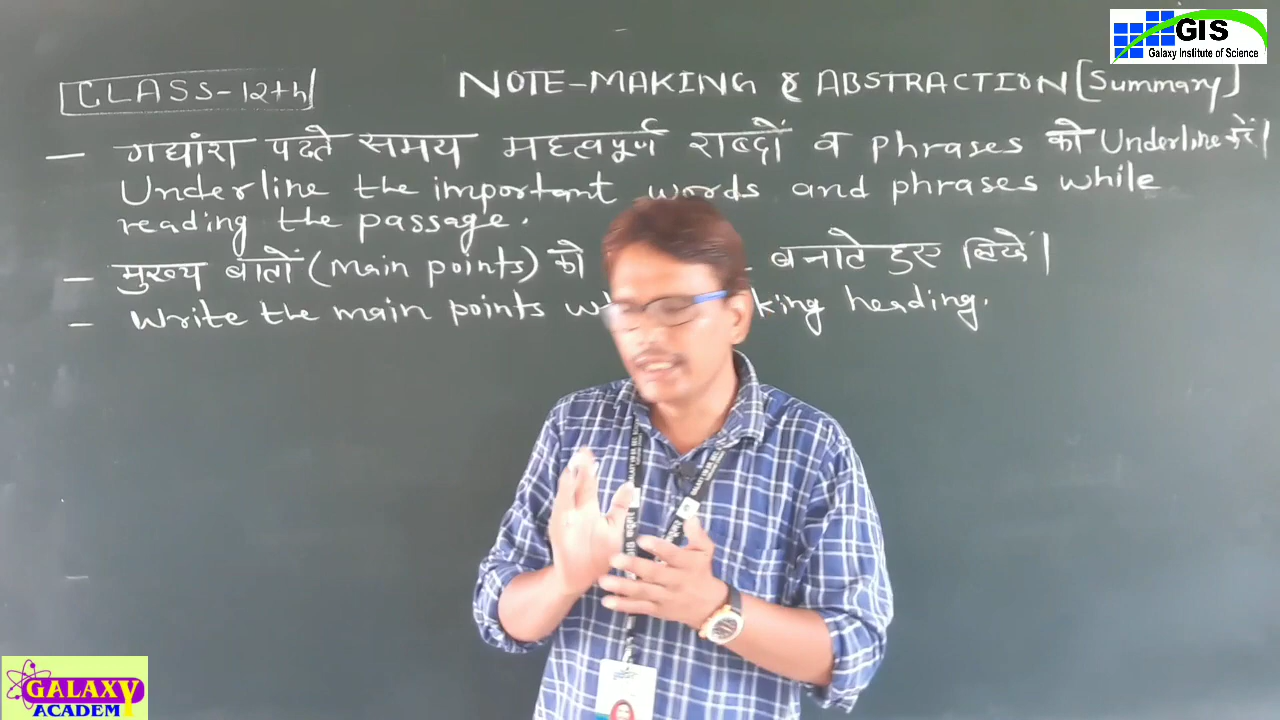 GIS
Galaxy Institute of Science
CLASS-12th
NOTE-MAKING & ABSTRACTION [Summary]
— गद्यांश पढते समय महत्वपूर्ण शब्दों व phrases को Underline करें।
Underline the important words and phrases while
reading the passage.
- मुख्य बातों (Main points) को बनाते हुए लिखें।
- Write the main points king heading.
GALAXY
ACADEM